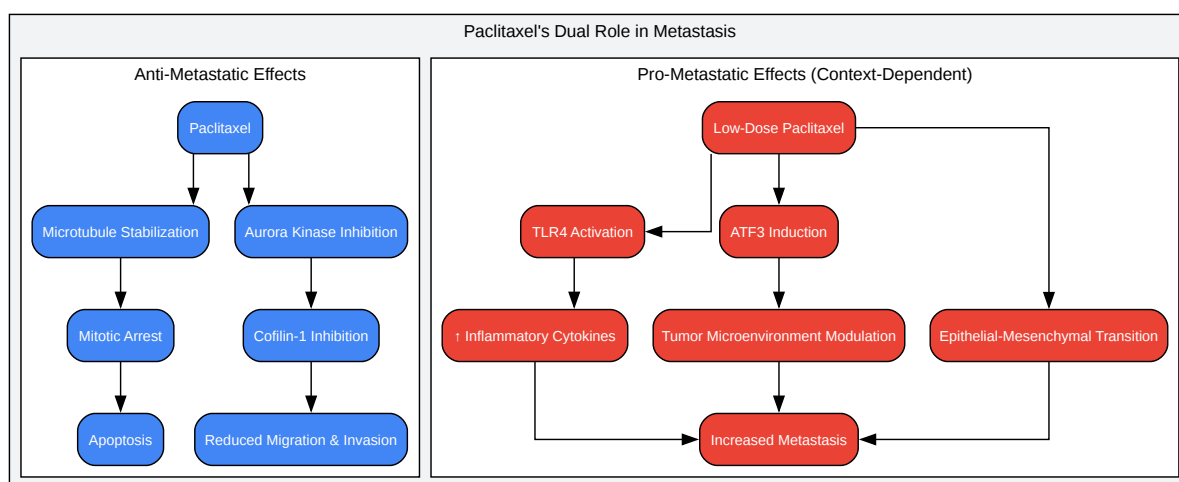 Paclitaxel's Dual Role in Metastasis
Anti-Metastatic Effects
Paclitaxel
Microtubule Stabilization
Aurora Kinase Inhibition
Mitotic Arrest
Cofilin-1 Inhibition
Apoptosis
Reduced Migration & Invasion
Pro-Metastatic Effects (Context-Dependent)
Low-Dose Paclitaxel
TLR4 Activation
ATF3 Induction
↑ Inflammatory Cytokines
Tumor Microenvironment Modulation
Epithelial-Mesenchymal Transition
Increased Metastasis